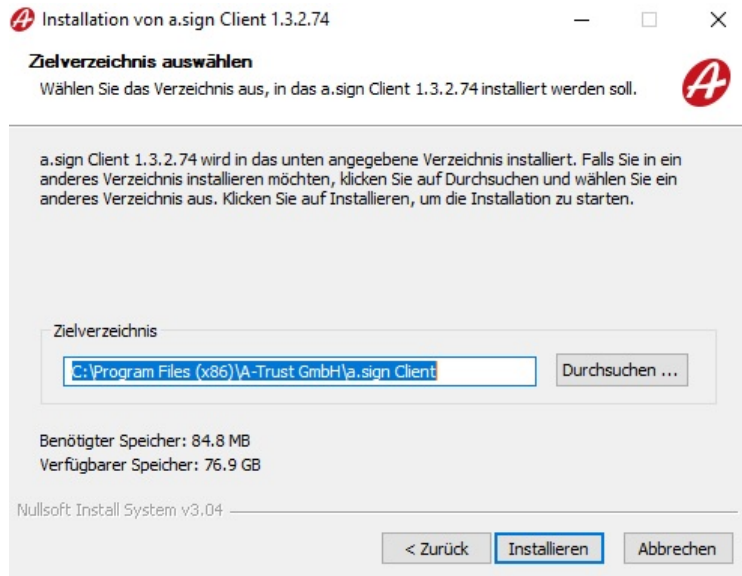 Installation von a.sign Client 1.3.2.74
Zielverzeichnis auswählen
Wählen Sie das Verzeichnis aus, in das a.sign Client 1.3.2.74 installiert werden soll.
a.sign Client 1.3.2.74 wird in das unten angegebene Verzeichnis installiert. Falls Sie in ein
anderes Verzeichnis installieren möchten, klicken Sie auf Durchsuchen und wählen Sie ein
anderes Verzeichnis aus. Klicken Sie auf Installieren, um die Installation zu starten.
Zielverzeichnis
C:\Program Files (x86)\A-Trust GmbH\a.sign Client
Durchsuchen ...
Benötigter Speicher: 84.8 MB
Verfügbarer Speicher: 76.9 GB
Nullsoft Install System v3.04
< Zurück
Installieren
Abbrechen